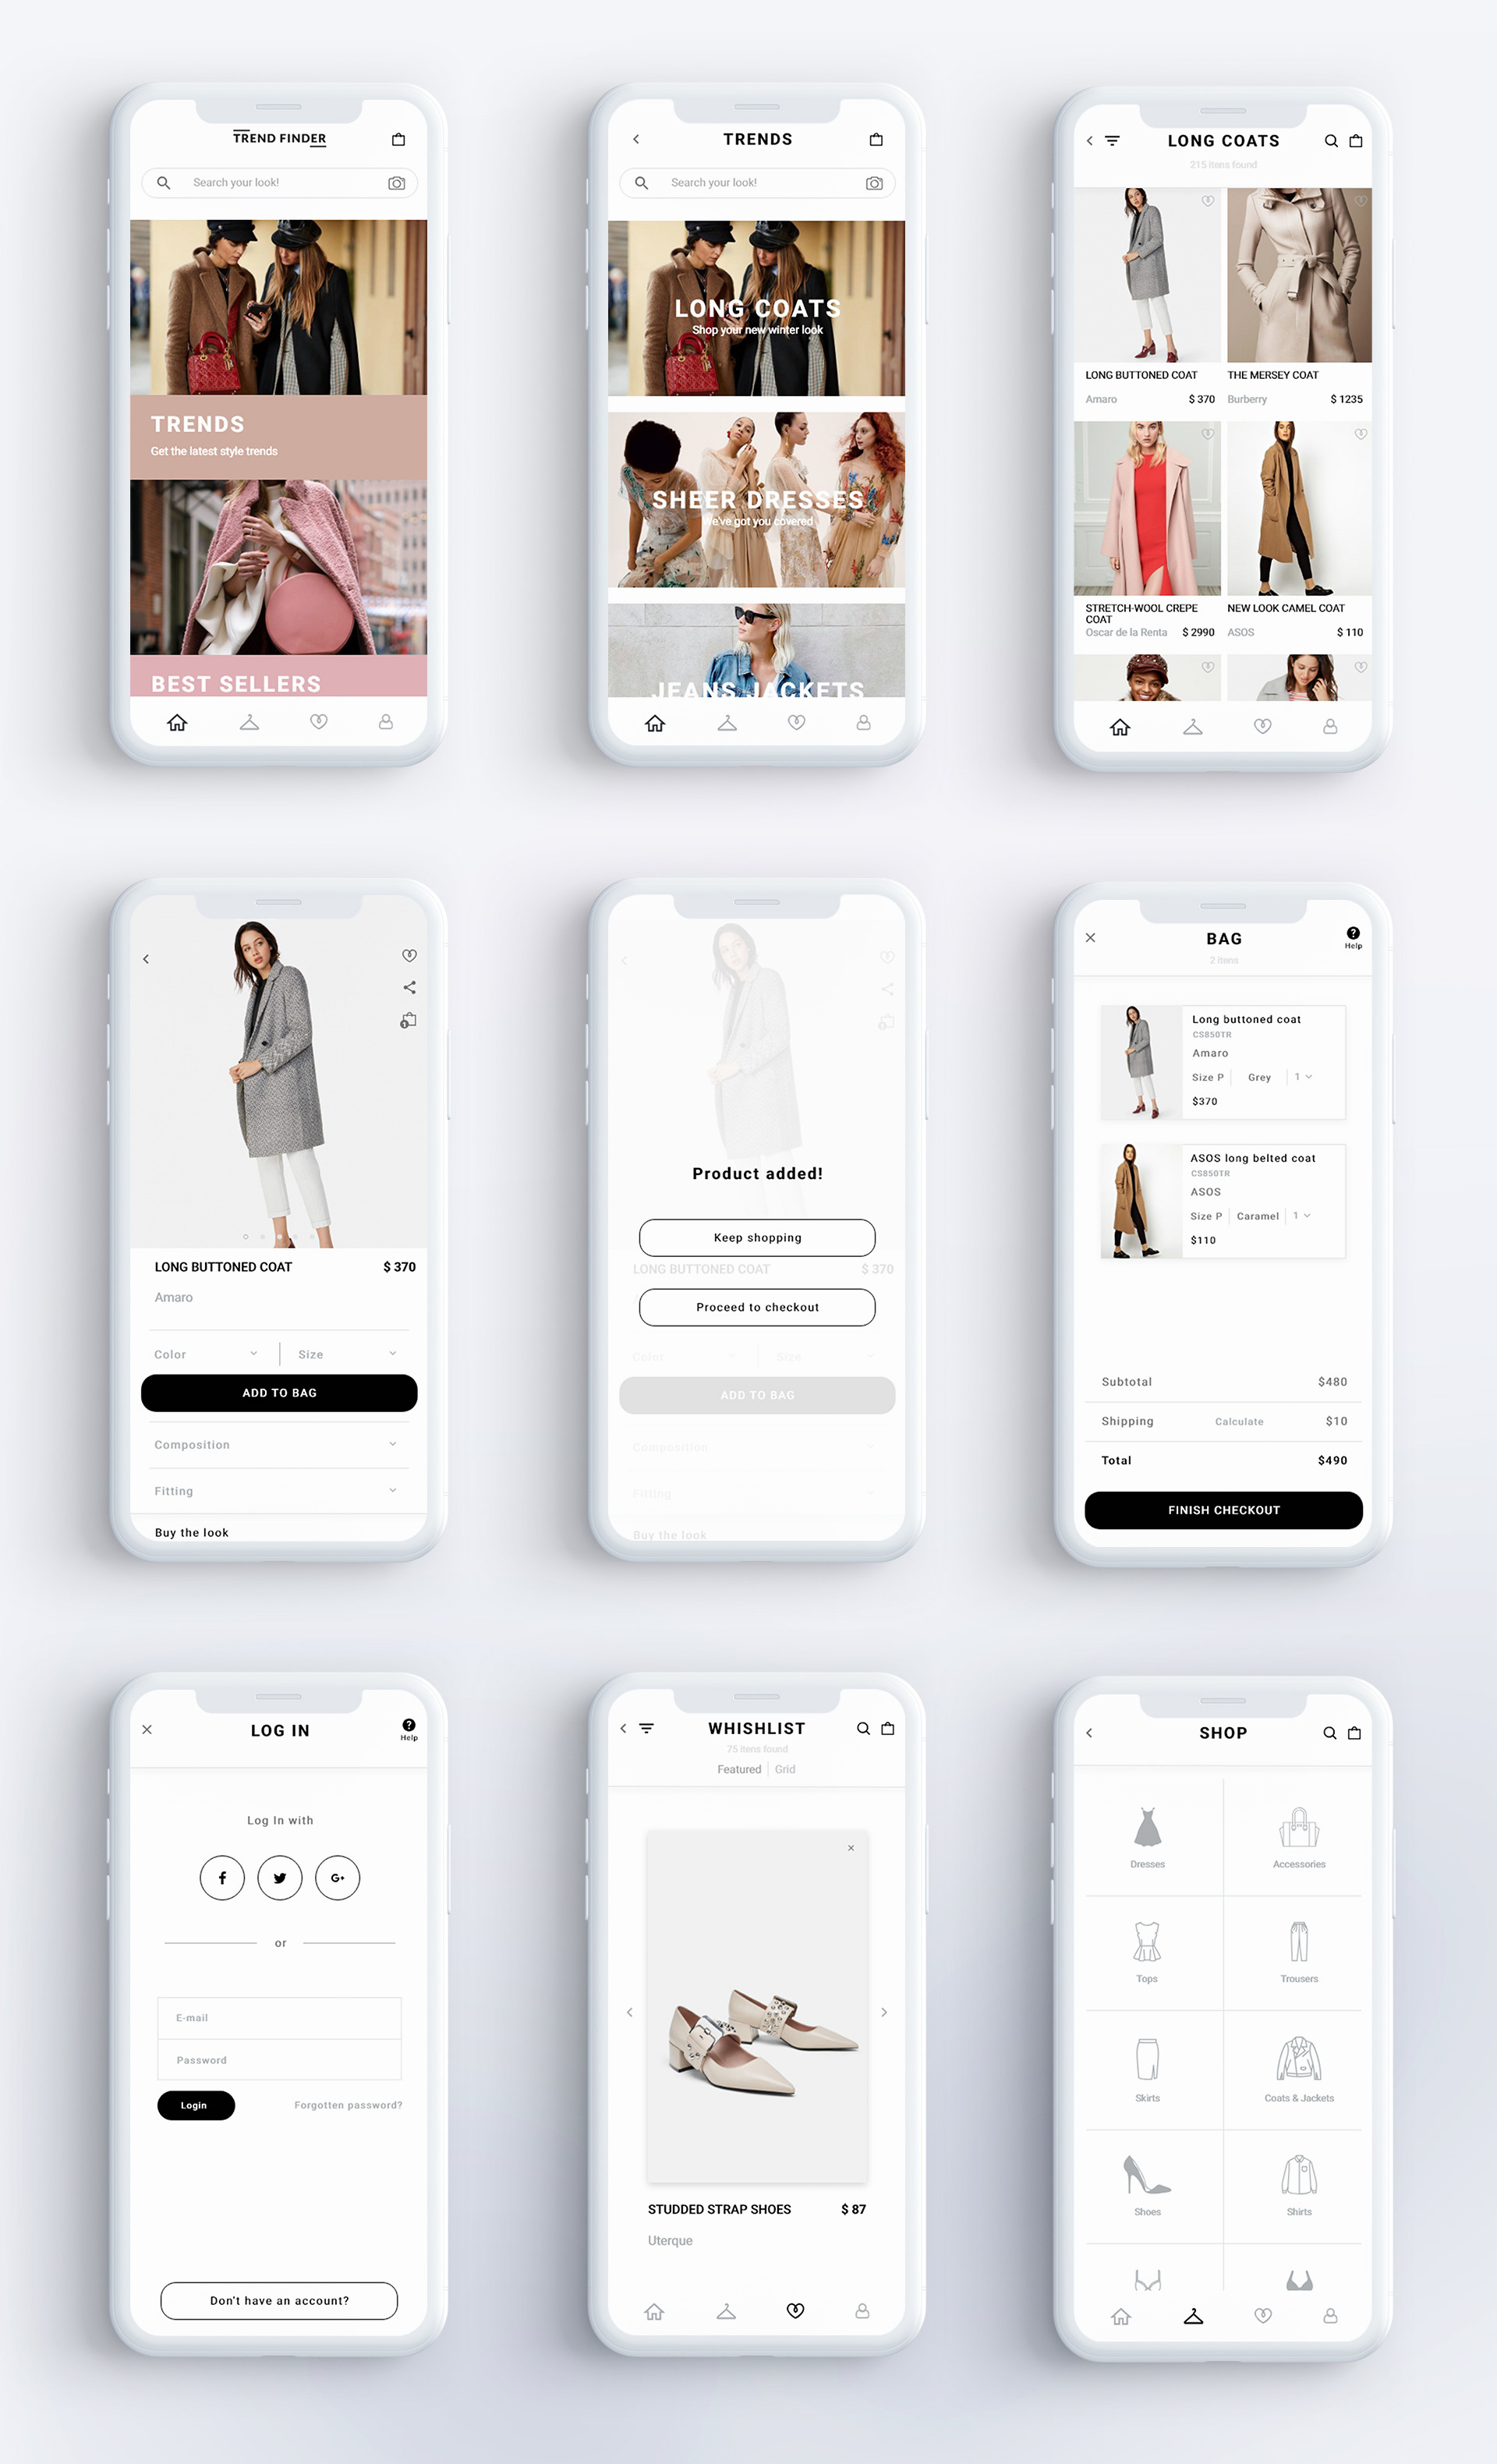 TREND FINDER
Search your look!
TRENDS
Get the latest style trends
BEST SELLERS
TRENDS
Search your look!
LONG COATS
Shop your new winter look
SHEER DRESSES
We've got you covered
JEANS JACKETS
LONG COATS
215 itens found
LONG BUTTONED COAT
Amaro $ 370
THE MERSEY COAT
Burberry $ 1235
STRETCH-WOOL CREPE
COAT
Oscar de la Renta $ 2990
NEW LOOK CAMEL COAT
ASOS $ 110
1
LONG BUTTONED COAT $ 370
Amaro
Color Size
ADD TO BAG
Composition
Fitting
Buy the look
Product added!
Keep shopping
LONG BUTTONED COAT $ 370
Proceed to checkout
Color Size
ADD TO BAG
Composition
Fitting
Buy the look
BAG
? Help
2 itens
Long buttoned coat
CS850TR
Amaro
Size P Grey 1
$370
ASOS long belted coat
CS850TR
ASOS
Size P Caramel 1
$110
Subtotal $480
Shipping Calculate $10
Total $490
FINISH CHECKOUT
LOG IN
? Help
Log In with
f G+
or
E-mail
Password
Login Forgotten password?
Don't have an account?
WHISHLIST
75 itens found
Featured Grid
STUDDED STRAP SHOES $ 87
Uterque
SHOP
Dresses Accessories
Tops Trousers
Skirts Coats & Jackets
Shoes Shirts